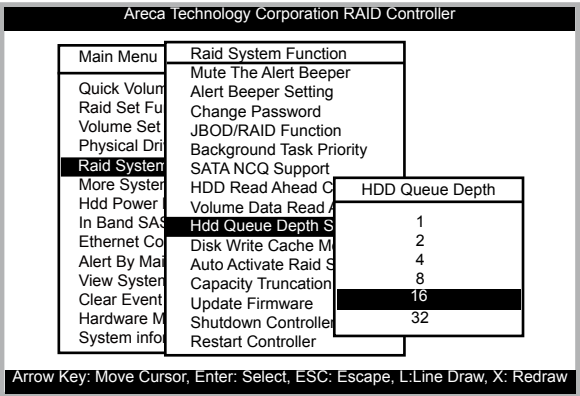 Areca Technology Corporation RAID Controller
Main Menu
Quick Volum
Raid Set Fu
Volume Set
Physical Dri
Raid System
More System
Hdd Power
In Band SAS
Ethernet Co
Alert By Mai
View System
Clear Event
Hardware M
System infor
Raid System Function
Mute The Alert Beeper
Alert Beeper Setting
Change Password
JBOD/RAID Function
Background Task Priority
SATA NCQ Support
HDD Read Ahead C
Volume Data Read A
Hdd Queue Depth S
Disk Write Cache M
Auto Activate Raid S
Capacity Truncation
Update Firmware
Shutdown Controller
Restart Controller
HDD Queue Depth
1
2
4
8
16
32
Arrow Key: Move Cursor, Enter: Select, ESC: Escape, L:Line Draw, X: Redraw